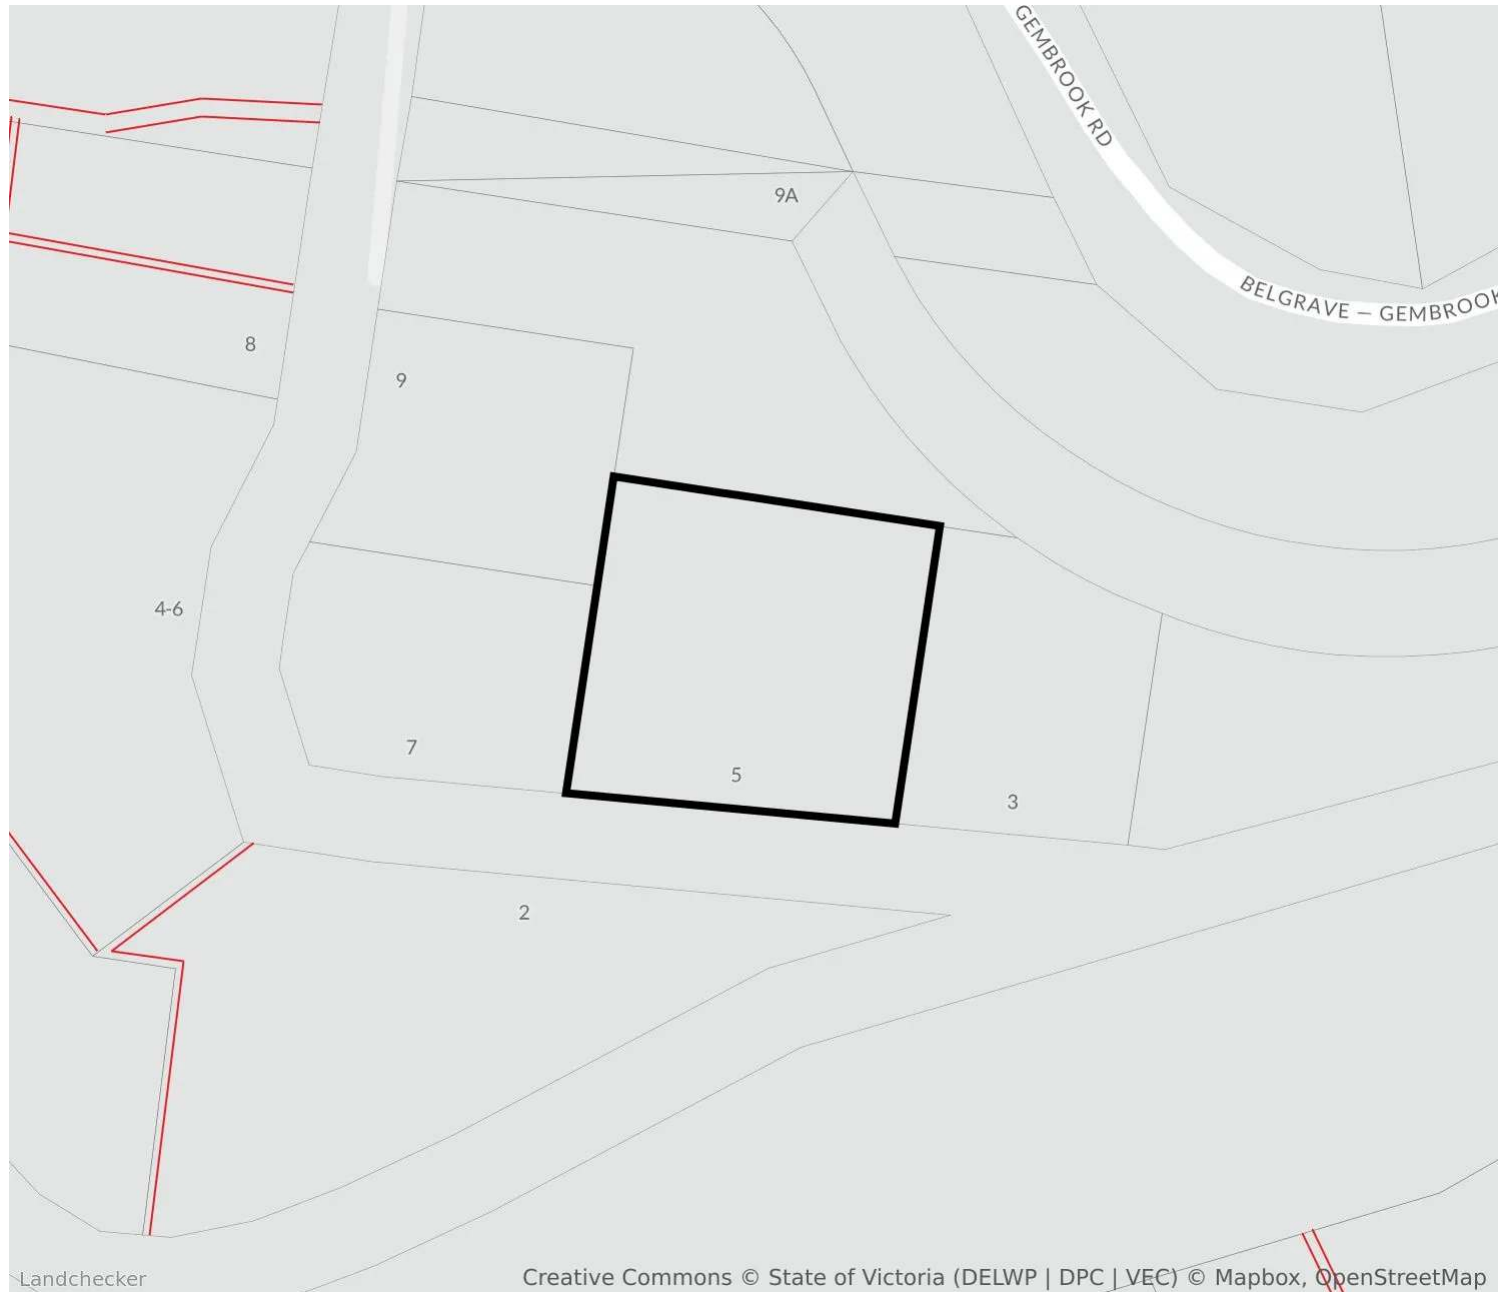 GEMBROOK RD
9A
BELGRAVE – GEMBROOK
8
9
4-6
7
5
3
2
Landchecker
Creative Commons © State of Victoria (DELWP | DPC | VEC) © Mapbox, OpenStreetMap